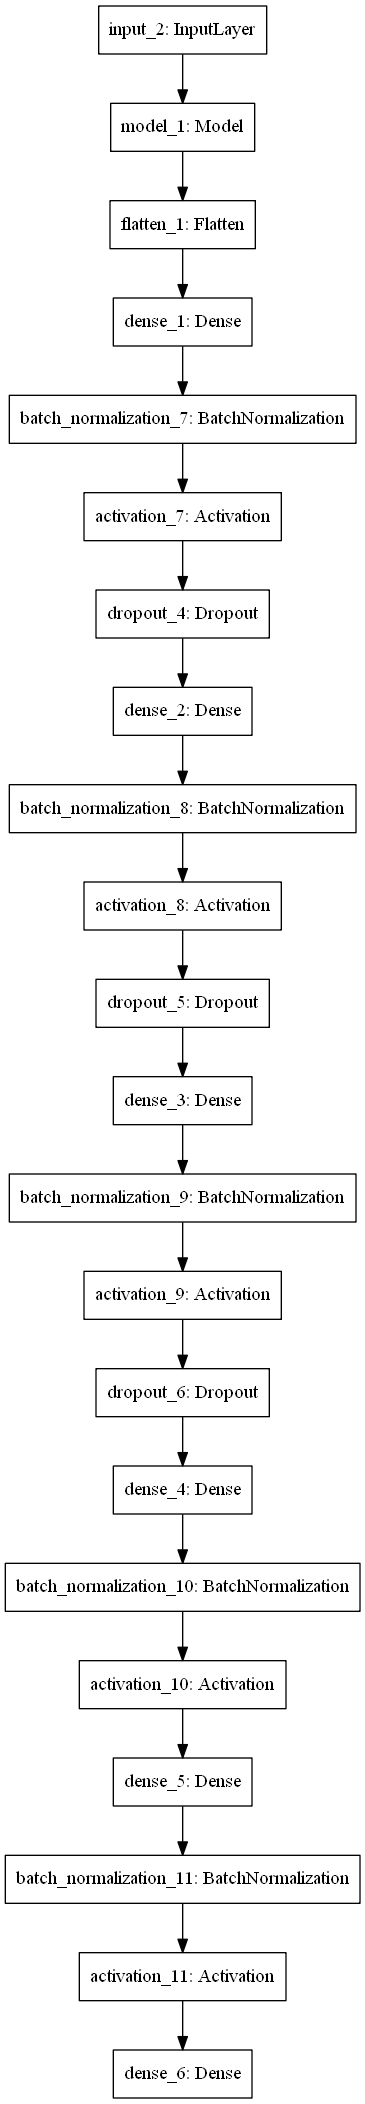 input_2: InputLayer
model_1: Model
flatten_1: Flatten
dense_1: Dense
batch_normalization_7: BatchNormalization
activation_7: Activation
dropout_4: Dropout
dense_2: Dense
batch_normalization_8: BatchNormalization
activation_8: Activation
dropout_5: Dropout
dense_3: Dense
batch_normalization_9: BatchNormalization
activation_9: Activation
dropout_6: Dropout
dense_4: Dense
batch_normalization_10: BatchNormalization
activation_10: Activation
dense_5: Dense
batch_normalization_11: BatchNormalization
activation_11: Activation
dense_6: Dense